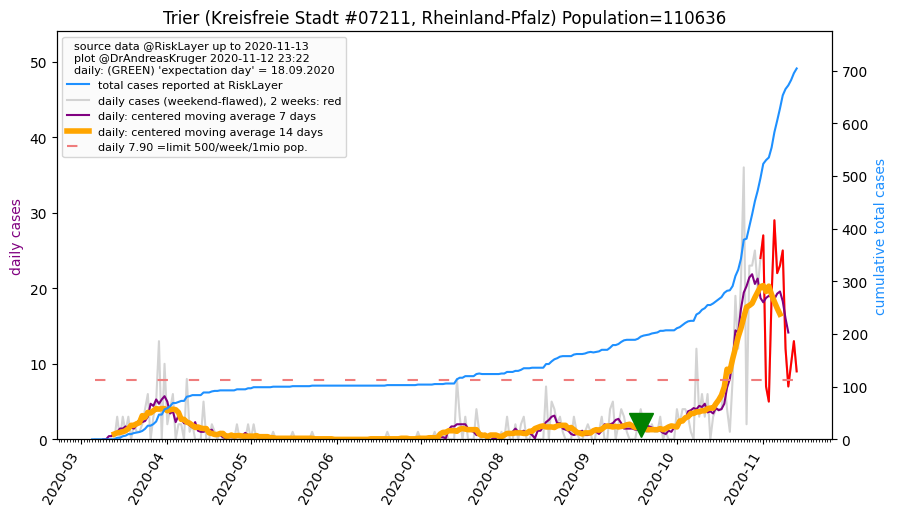 Trier (Kreisfreie Stadt #07211, Rheinland-Pfalz) Population=110636
source data @RiskLayer up to 2020-11-13
plot @DrAndreasKruger 2020-11-12 23:22
daily: (GREEN) 'expectation day' = 18.09.2020
total cases reported at RiskLayer
daily cases (weekend-flawed), 2 weeks: red
daily: centered moving average 7 days
daily: centered moving average 14 days
daily 7.90 =limit 500/week/1mio pop.
daily cases
50
40
30
20
10
0
cumulative total cases
700
600
500
400
300
200
100
0
2020-03
2020-04
2020-05
2020-06
2020-07
2020-08
2020-09
2020-10
2020-11